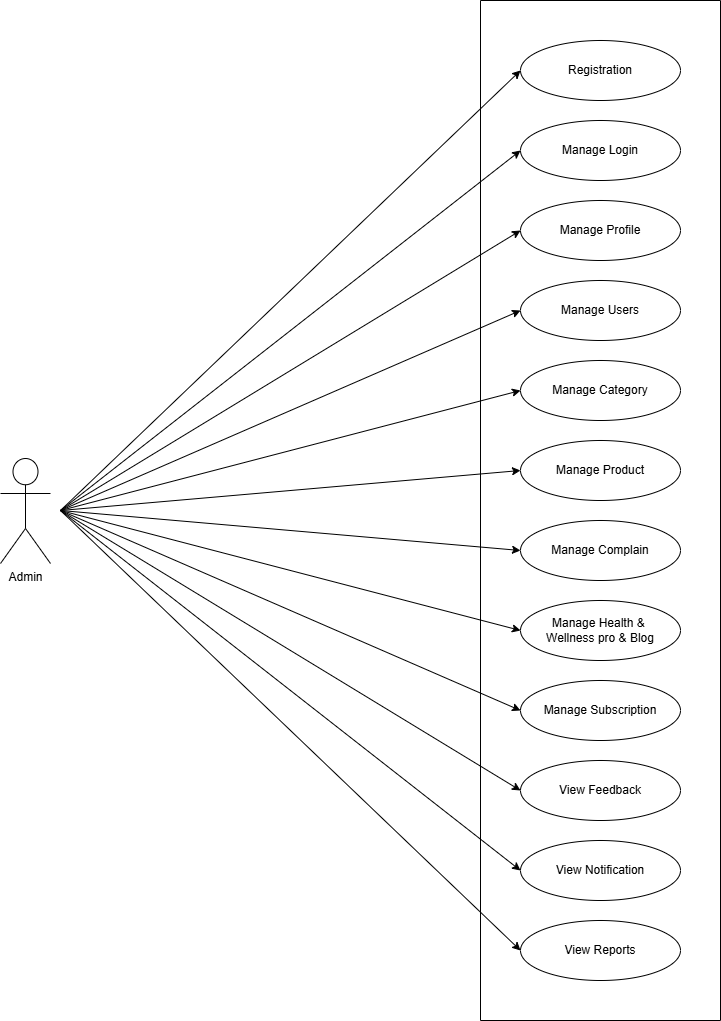 Registration
Manage Login
Manage Profile
Manage Users
Manage Category
Manage Product
Manage Complain
Admin
Manage Health &
Wellness pro & Blog
Manage Subscription
View Feedback
View Notification
View Reports